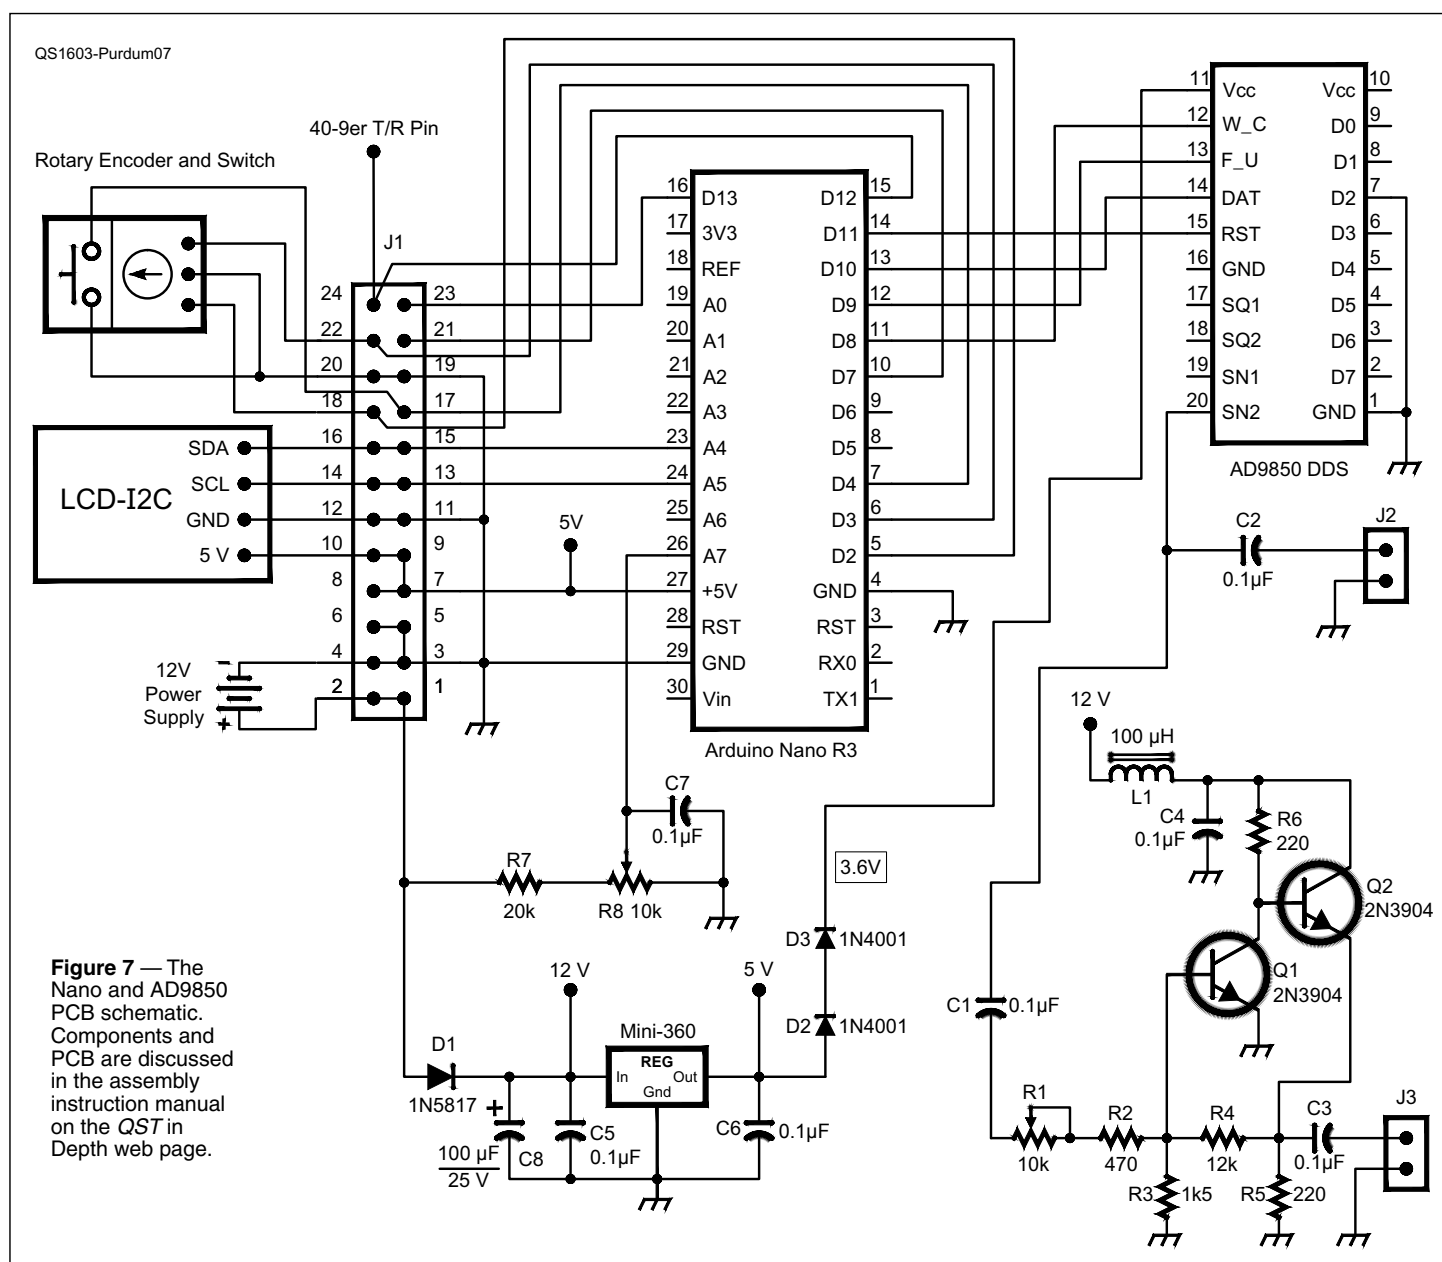 QS1603-Purdum07
40-9er T/R Pin
Rotary Encoder and Switch
J1
24 23
22 21
20 19
18 17
16 15
14 13
12 11
10 9
8 7
6 5
4 3
2 1
LCD-I2C
SDA
SCL
GND
5 V
12V
Power
Supply
–
+
5V
16 D13 D12 15
17 3V3 D11 14
18 REF D10 13
19 A0 D9 12
20 A1 D8 11
21 A2 D7 10
22 A3 D6 9
23 A4 D5 8
24 A5 D4 7
25 A6 D3 6
26 A7 D2 5
27 +5V GND 4
28 RST RST 3
29 GND RX0 2
30 Vin TX1 1
Arduino Nano R3
11 Vcc Vcc 10
12 W_C D0 9
13 F_U D1 8
14 DAT D2 7
15 RST D3 6
16 GND D4 5
17 SQ1 D5 4
18 SQ2 D6 3
19 SN1 D7 2
20 SN2 GND 1
AD9850 DDS
C2
0.1µF
J2
12 V
100 µH
L1
C4
0.1µF
R6
220
Q2
2N3904
Q1
2N3904
C7
0.1µF
R7
20k
R8 10k
3.6V
D3 1N4001
D2 1N4001
12 V
5 V
Mini-360
REG
In Out
Gnd
D1
1N5817
+
100 µF
25 V
C8
C5
0.1µF
C6 0.1µF
C1 0.1µF
R1
10k
R2
470
R4
12k
C3
0.1µF
J3
R3 1k5
R5 220
Figure 7 — The
Nano and AD9850
PCB schematic.
Components and
PCB are discussed
in the assembly
instruction manual
on the QST in
Depth web page.